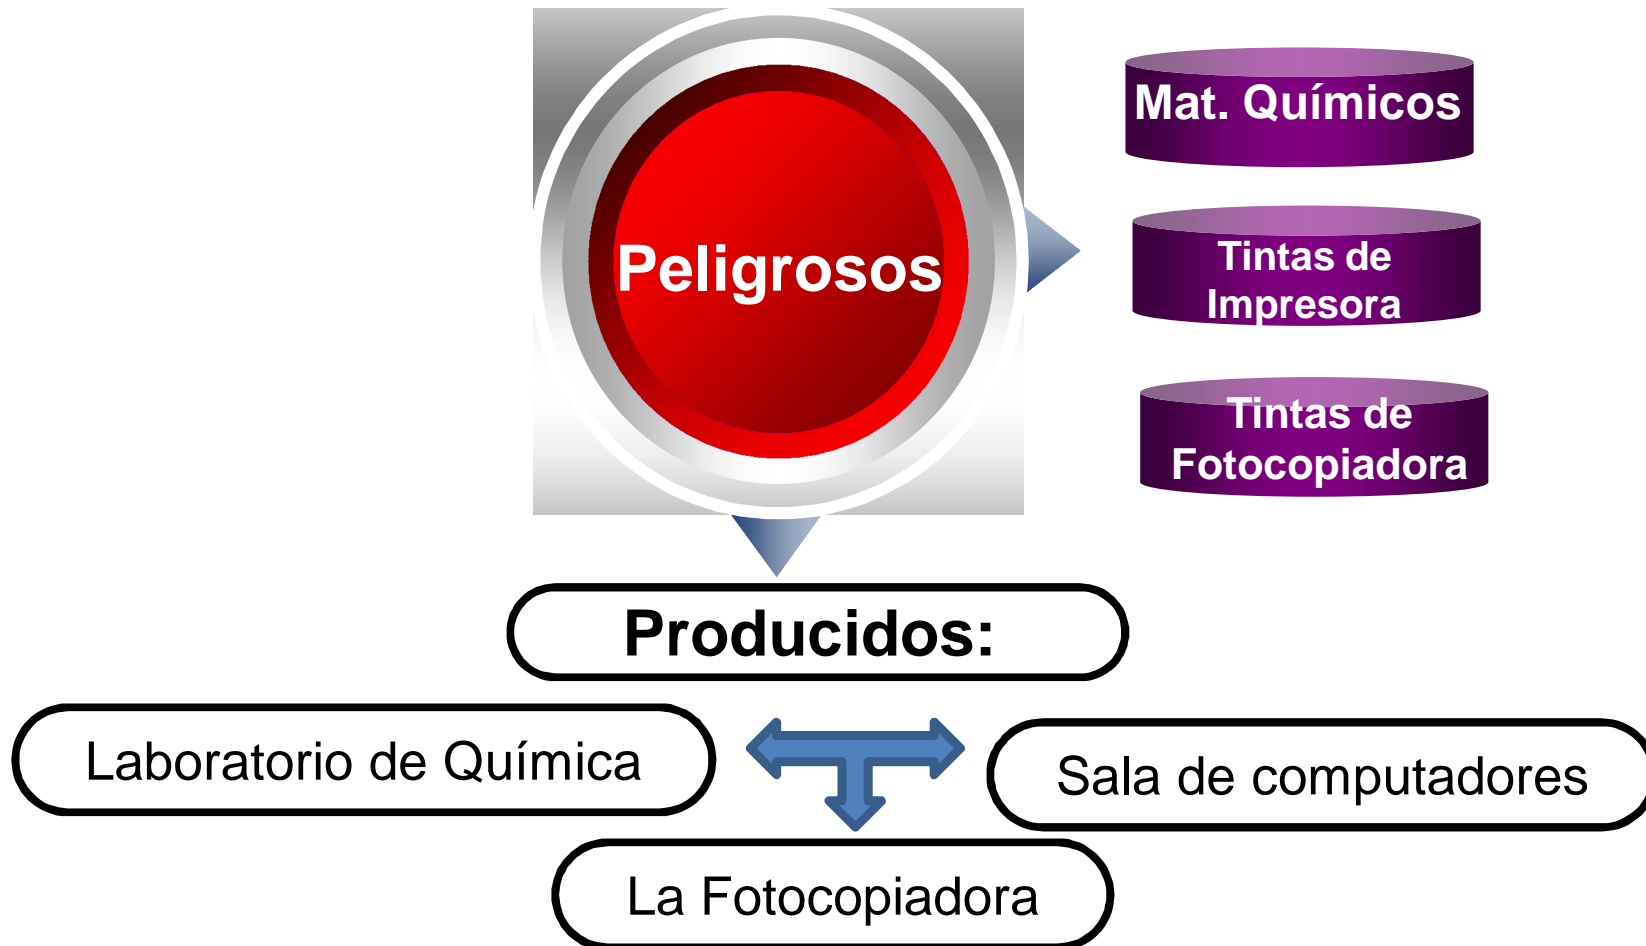 Peligrosos
Mat. Químicos
Tintas de
Impresora
Tintas de
Fotocopiadora
Producidos:
Laboratorio de Química
Sala de computadores
La Fotocopiadora